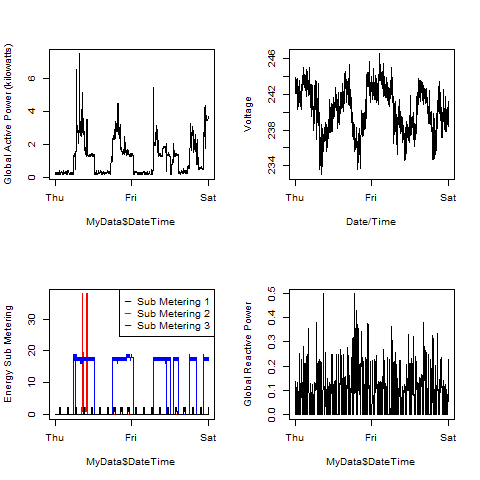 Global Active Power (kilowatts)
0 2 4 6
Thu Fri Sat
MyData$DateTime
Voltage
234 238 242 246
Thu Fri Sat
Date/Time
Energy Sub Metering
0 10 20 30
Sub Metering 1
Sub Metering 2
Sub Metering 3
Thu Fri Sat
MyData$DateTime
Global Reactive Power
0.0 0.1 0.2 0.3 0.4 0.5
Thu Fri Sat
MyData$DateTime